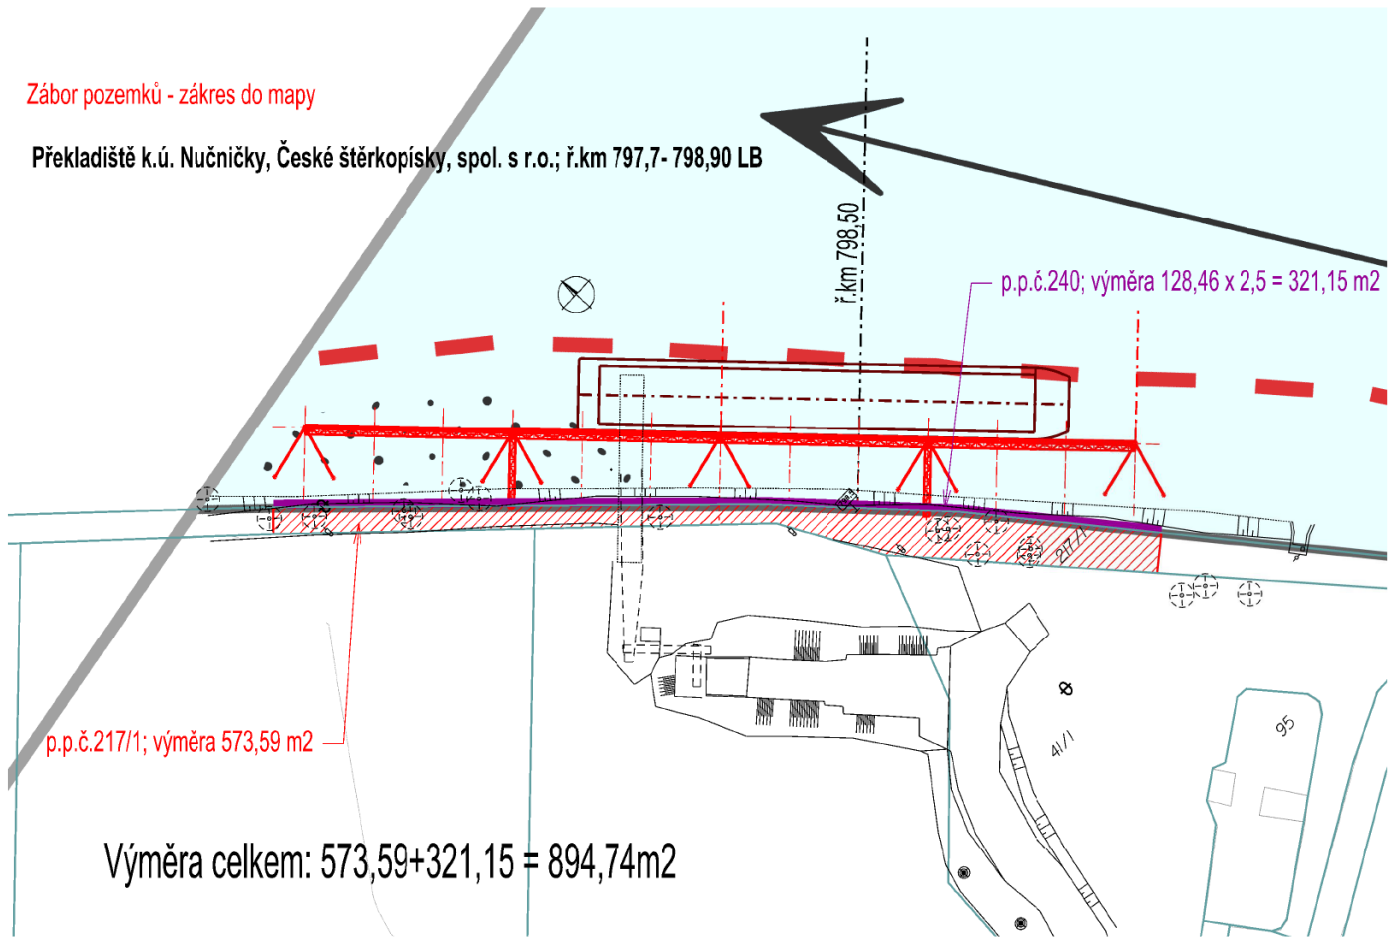 Zábor pozemků - zákres do mapy
Překladiště k.ú. Nučničky, České štěrkopísky, spol. s r.o.; ř.km 797,7- 798,90 LB
ř.km 798,50
p.p.č.240; výměra 128,46 x 2,5 = 321,15 m2
217/1
p.p.č.217/1; výměra 573,59 m2
41/1
95
Výměra celkem: 573,59+321,15 = 894,74m2